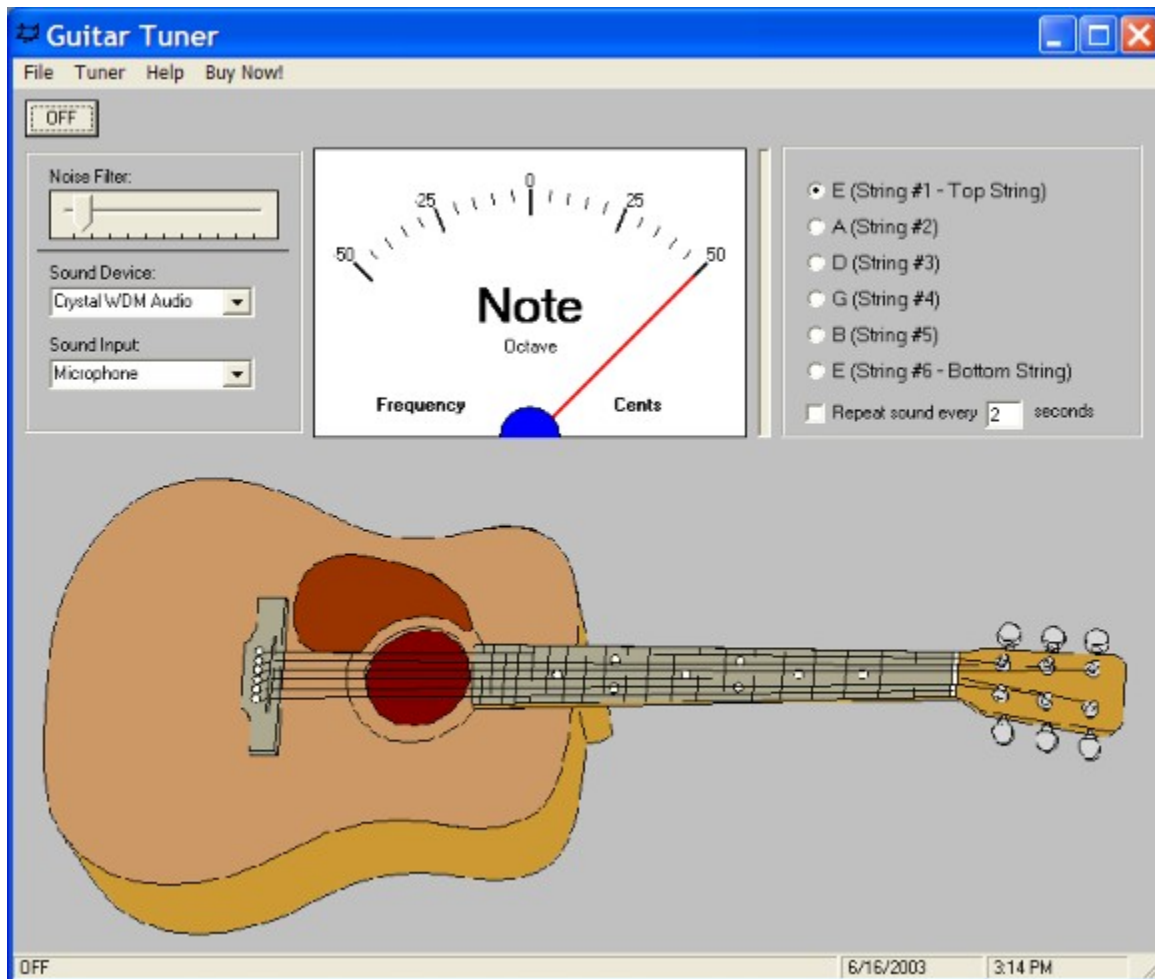 Guitar Tuner
File Tuner Help Buy Now!
OFF
Noise Filter:
Sound Device:
Crystal WDM Audio
Sound Input:
Microphone
-50 -25 0 25 50
Note
Octave
Frequency Cents
E (String #1 - Top String)
A (String #2)
D (String #3)
G (String #4)
B (String #5)
E (String #6 - Bottom String)
Repeat sound every 2 seconds
OFF 6/16/2003 3:14 PM